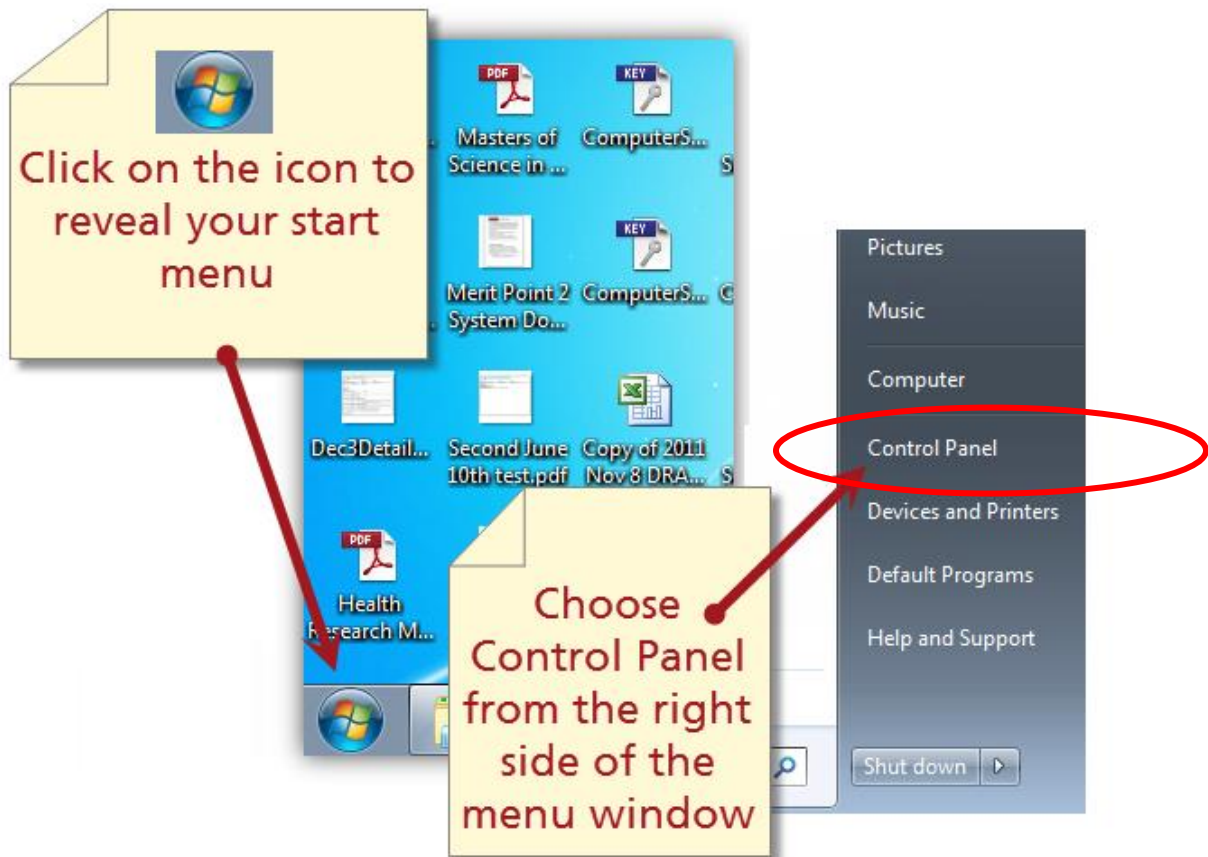 Click on the icon to
reveal your start
menu
PDF
Masters of
Science in ...
KEY
ComputerS...
Merit Point 2
System Do...
KEY
ComputerS...
Dec3Detail...
Second June
10th test.pdf
Copy of 2011
Nov 8 DRA...
PDF
Health
Research M...
Choose
Control Panel
from the right
side of the
menu window
Pictures
Music
Computer
Control Panel
Devices and Printers
Default Programs
Help and Support
Shut down